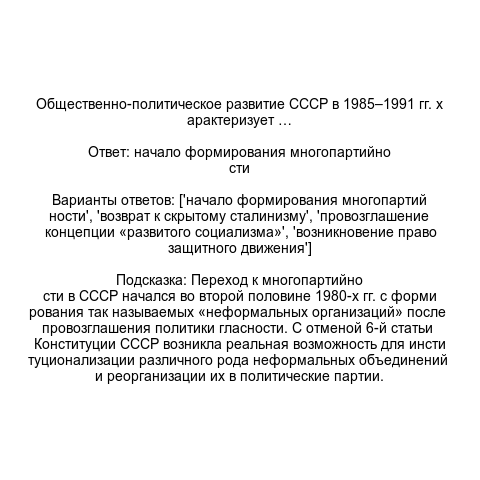 Общественно-политическое развитие СССР в 1985–1991 гг. х
арактеризует …
Ответ: начало формирования многопартийно
сти
Варианты ответов: ['начало формирования многопартий
ности', 'возврат к скрытому сталинизму', 'провозглашение
концепции «развитого социализма»', 'возникновение право
защитного движения']
Подсказка: Переход к многопартийно
сти в СССР начался во второй половине 1980-х гг. с форми
рования так называемых «неформальных организаций» после
провозглашения политики гласности. С отменой 6-й статьи
Конституции СССР возникла реальная возможность для инсти
туционализации различного рода неформальных объединений
и реорганизации их в политические партии.